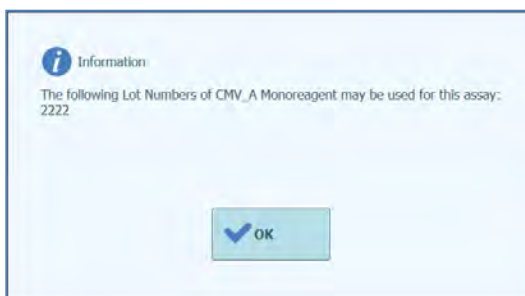 Information
The following Lot Numbers of CMV_A Monoreagent may be used for this assay:
2222
OK